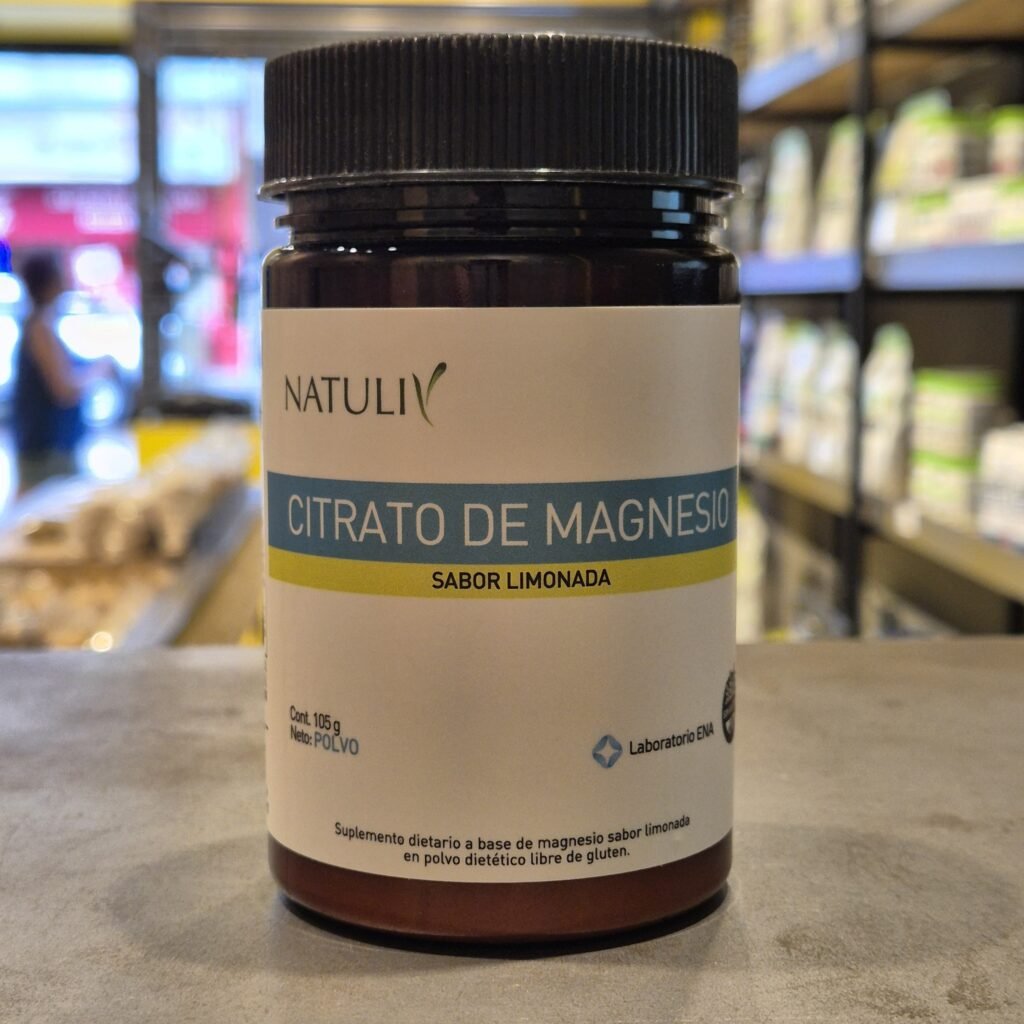 NATULIV
CITRATO DE MAGNESIO
SABOR LIMONADA
Cont. 105 g
Neto: POLVO
Laboratorio ENA
Suplemento dietario a base de magnesio sabor limonada
en polvo dietético libre de gluten.